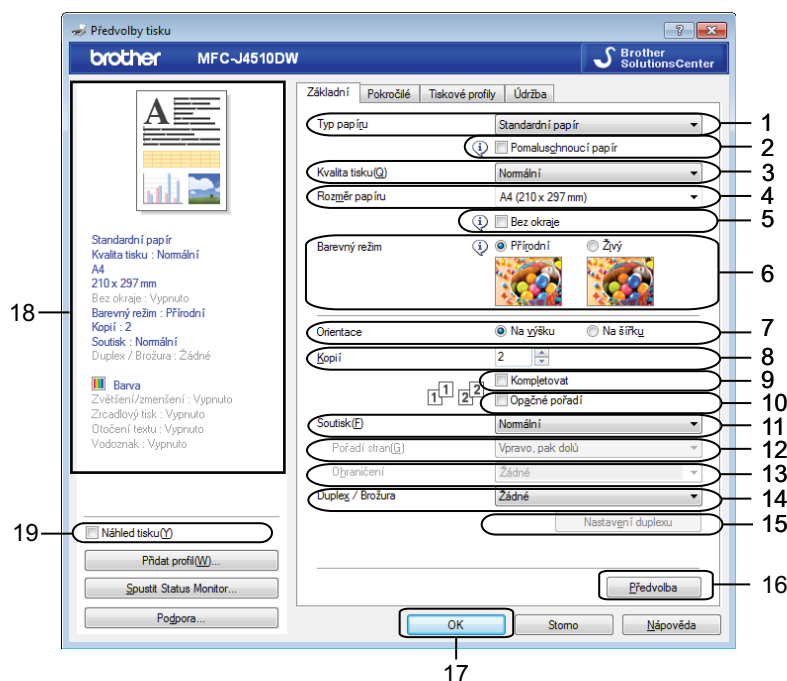 Předvolby tisku
brother MFC-J4510DW Brother SolutionsCenter
Základní Pokročilé Tiskové profily Údržba
Typ papíru Standardní papír 1
Pomaluschnoucí papír 2
Kvalita tisku(Q) Normální 3
Rozměr papíru A4 (210 x 297 mm) 4
Bez okraje 5
Barevný režim Přírodní Živý 6
Orientace Na výšku Na šířku 7
Kopií 2 8
1 1 2 2
Kompletovat 9
Opačné pořadí 10
Soutisk(F) Normální 11
Pořadí stran(G) Vpravo, pak dolů 12
Ohraničení Žádné 13
Duplex / Brožura Žádné 14
Nastavení duplexu 15
Předvolba 16
OK Storno Nápověda
17
A
Standardní papír
Kvalita tisku : Normální
A4
210 x 297 mm
Bez okraje : Vypnuto
18
Barevný režim : Přírodní
Kopií : 2
Soutisk : Normální
Duplex / Brožura : Žádné
Barva
Zvětšení/zmenšení : Vypnuto
Zrcadlový tisk : Vypnuto
Otočení textu : Vypnuto
Vodoznak : Vypnuto
19 Náhled tisku(Y)
Přidat profil(W)...
Spustit Status Monitor...
Podpora...